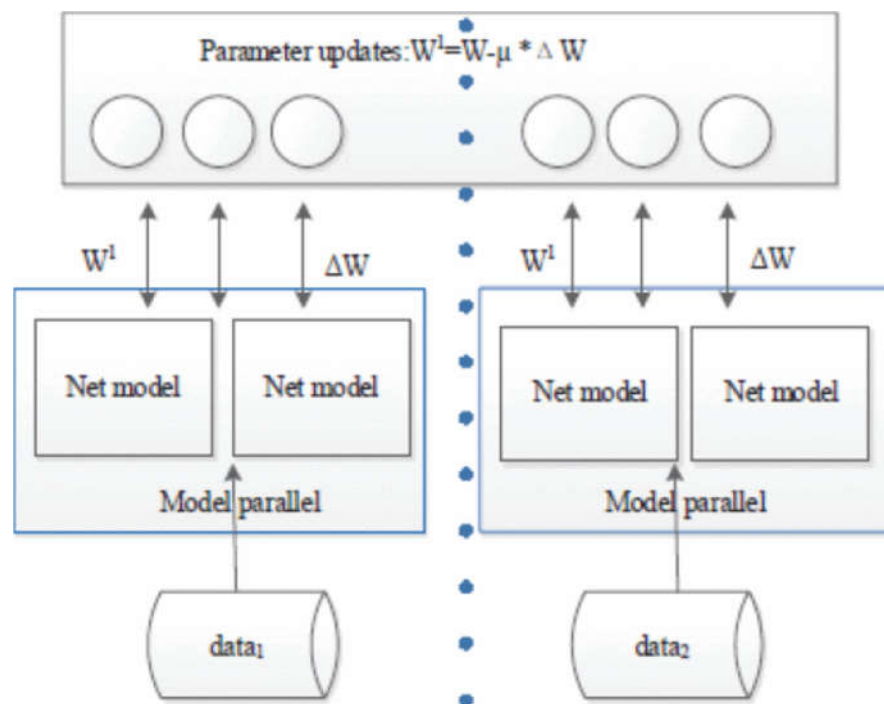 Parameter updates:W¹=W-μ * Δ W
W¹
ΔW
W¹
ΔW
Net model
Net model
Net model
Net model
Model parallel
Model parallel
data₁
data₂